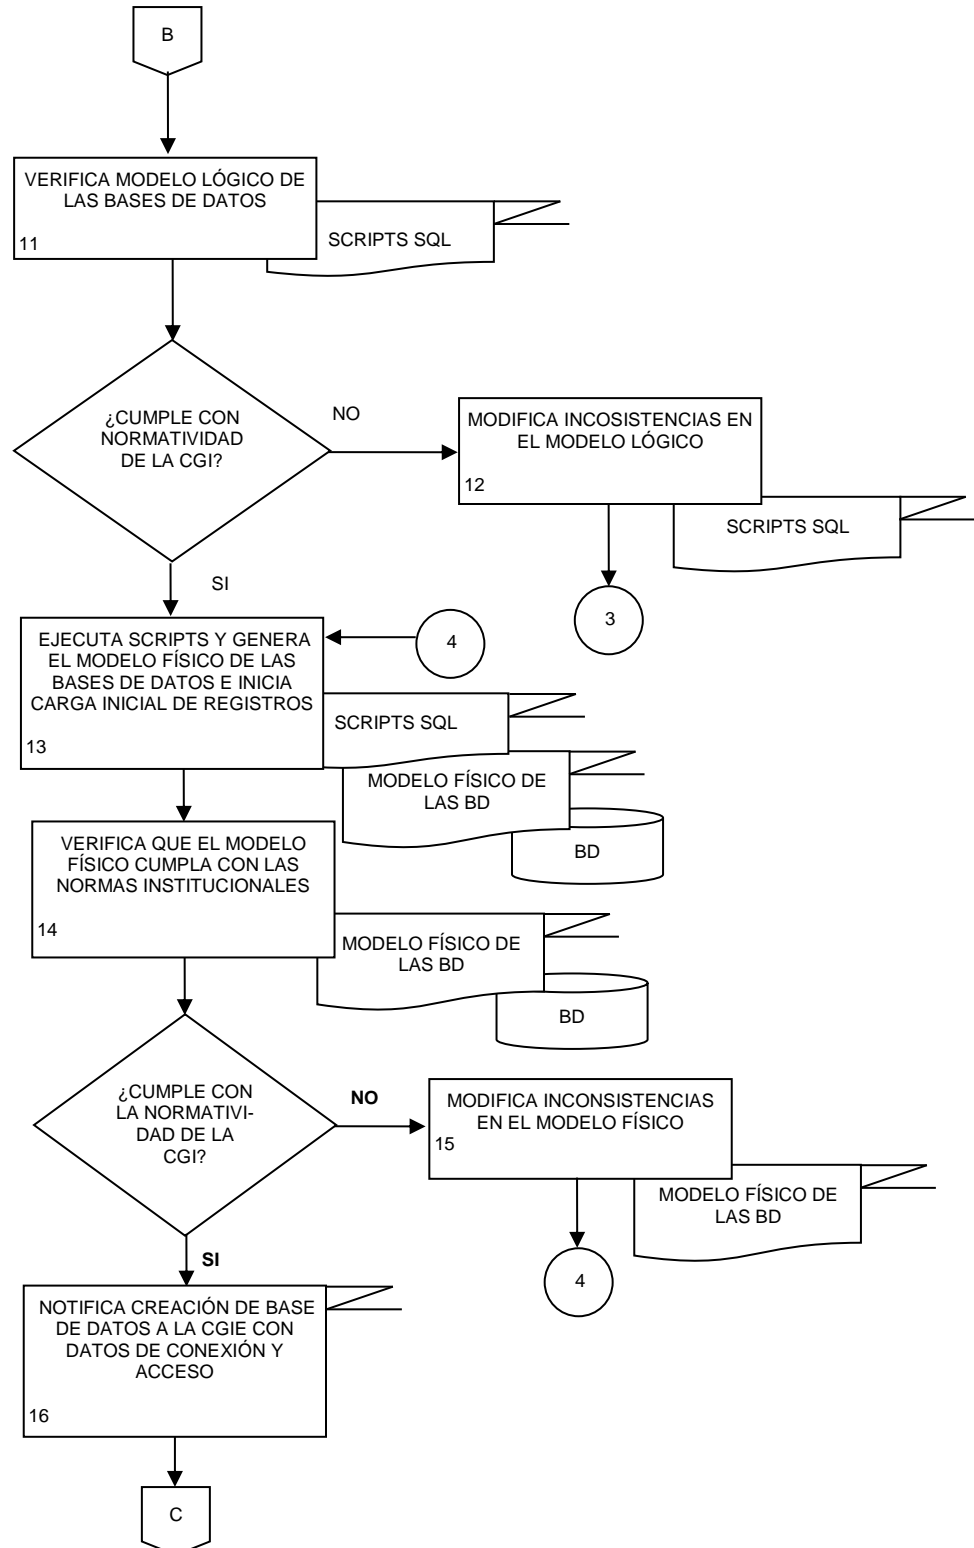 B
VERIFICA MODELO LÓGICO DE
LAS BASES DE DATOS
11
SCRIPTS SQL
¿CUMPLE CON
NORMATIVIDAD
DE LA CGI?
NO
MODIFICA INCOSISTENCIAS EN
EL MODELO LÓGICO
12
SCRIPTS SQL
3
SI
EJECUTA SCRIPTS Y GENERA
EL MODELO FÍSICO DE LAS
BASES DE DATOS E INICIA
CARGA INICIAL DE REGISTROS
13
4
SCRIPTS SQL
MODELO FÍSICO DE
LAS BD
BD
VERIFICA QUE EL MODELO
FÍSICO CUMPLA CON LAS
NORMAS INSTITUCIONALES
14
MODELO FÍSICO DE
LAS BD
BD
¿CUMPLE CON
LA NORMATIVI-
DAD DE LA
CGI?
NO
MODIFICA INCONSISTENCIAS
EN EL MODELO FÍSICO
15
MODELO FÍSICO DE
LAS BD
4
SI
NOTIFICA CREACIÓN DE BASE
DE DATOS A LA CGIE CON
DATOS DE CONEXIÓN Y
ACCESO
16
C